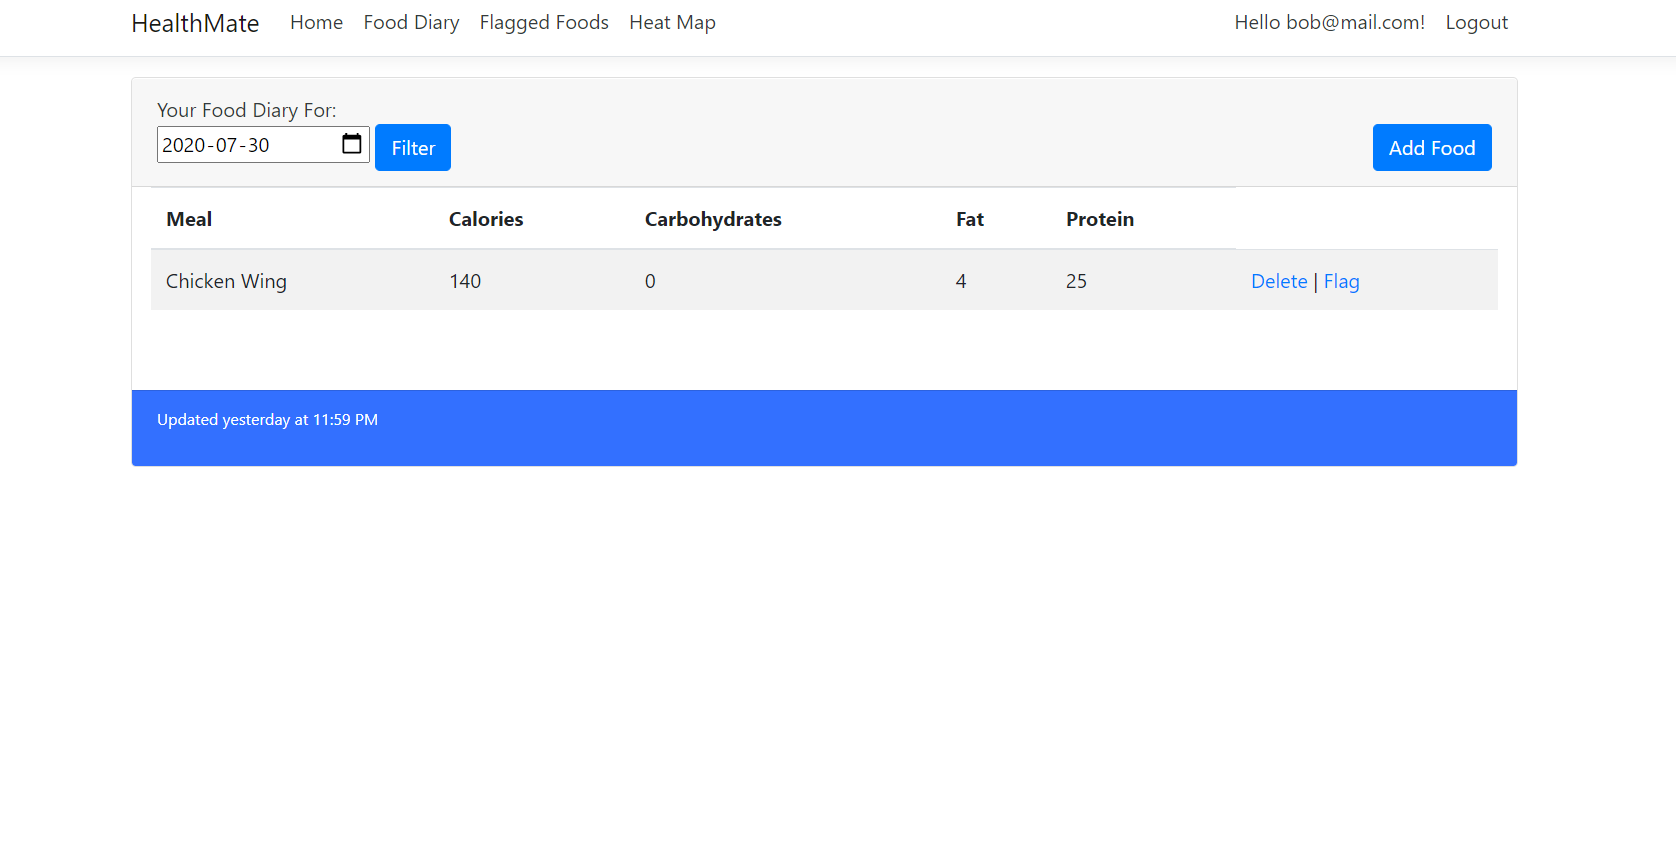 HealthMate Home Food Diary Flagged Foods Heat Map Hello bob@mail.com! Logout
Your Food Diary For:
2020-07-30 Filter Add Food
Meal Calories Carbohydrates Fat Protein
Chicken Wing 140 0 4 25 Delete | Flag
Updated yesterday at 11:59 PM